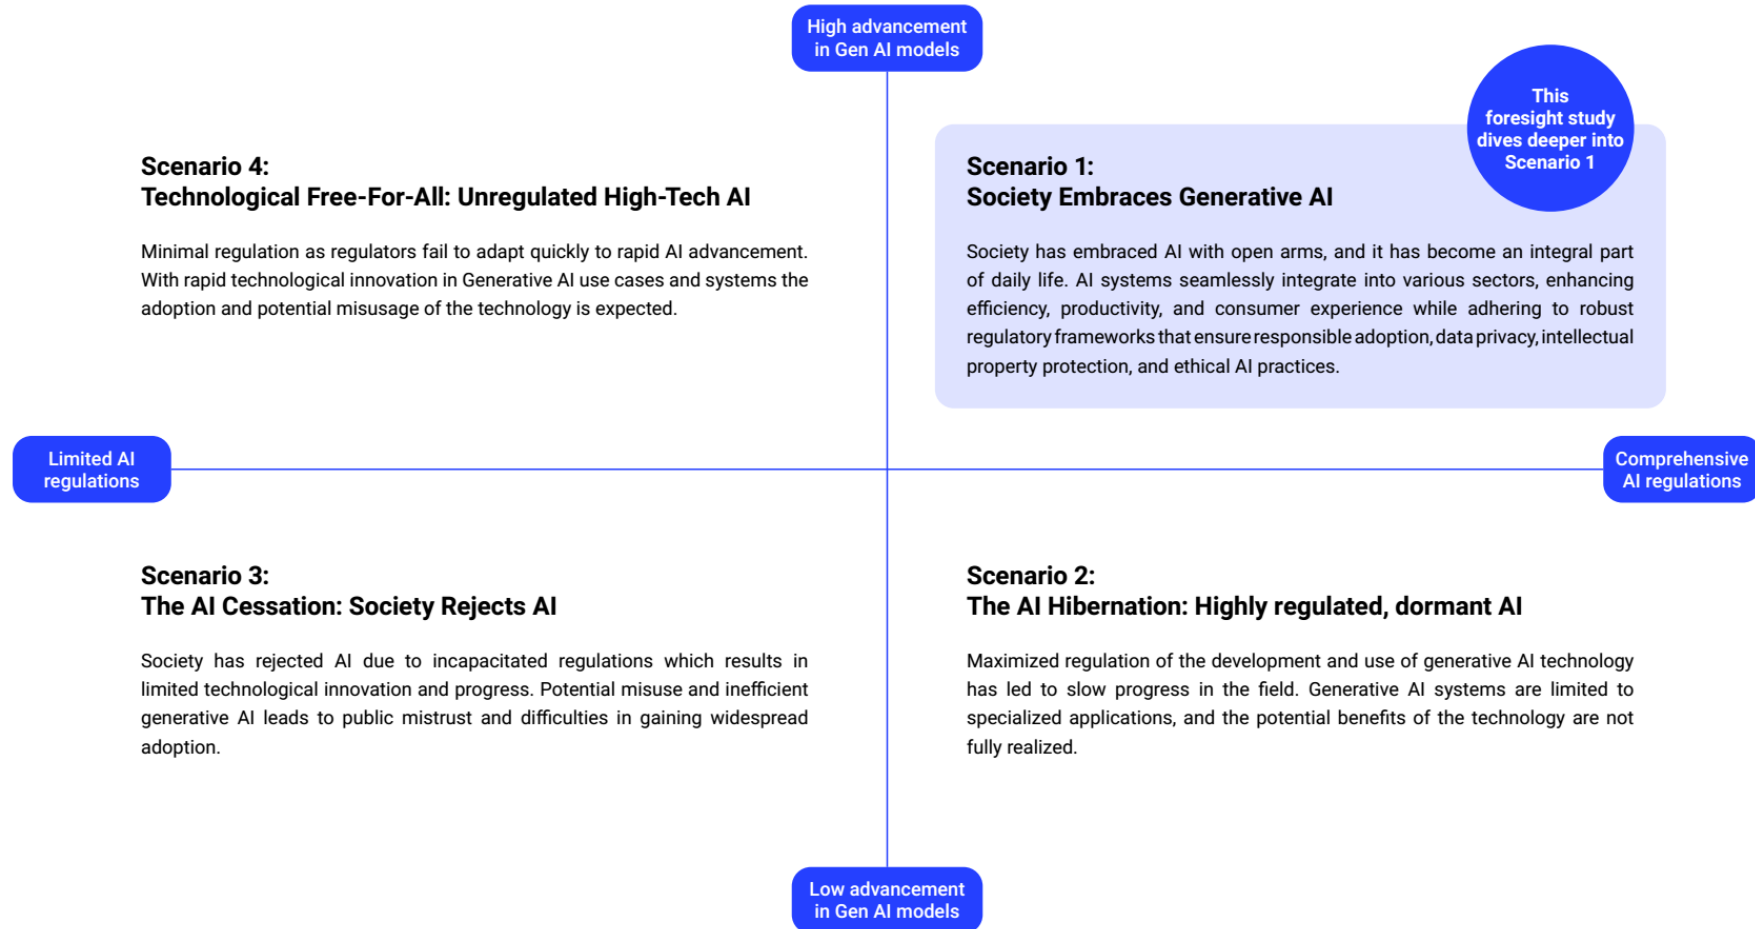 High advancement
in Gen AI models
This
foresight study
dives deeper into
Scenario 1
Scenario 4:
Technological Free-For-All: Unregulated High-Tech AI
Minimal regulation as regulators fail to adapt quickly to rapid AI advancement.
With rapid technological innovation in Generative AI use cases and systems the
adoption and potential misusage of the technology is expected.
Scenario 1:
Society Embraces Generative AI
Society has embraced AI with open arms, and it has become an integral part
of daily life. AI systems seamlessly integrate into various sectors, enhancing
efficiency, productivity, and consumer experience while adhering to robust
regulatory frameworks that ensure responsible adoption, data privacy, intellectual
property protection, and ethical AI practices.
Limited AI
regulations
Comprehensive
AI regulations
Scenario 3:
The AI Cessation: Society Rejects AI
Society has rejected AI due to incapacitated regulations which results in
limited technological innovation and progress. Potential misuse and inefficient
generative AI leads to public mistrust and difficulties in gaining widespread
adoption.
Scenario 2:
The AI Hibernation: Highly regulated, dormant AI
Maximized regulation of the development and use of generative AI technology
has led to slow progress in the field. Generative AI systems are limited to
specialized applications, and the potential benefits of the technology are not
fully realized.
Low advancement
in Gen AI models